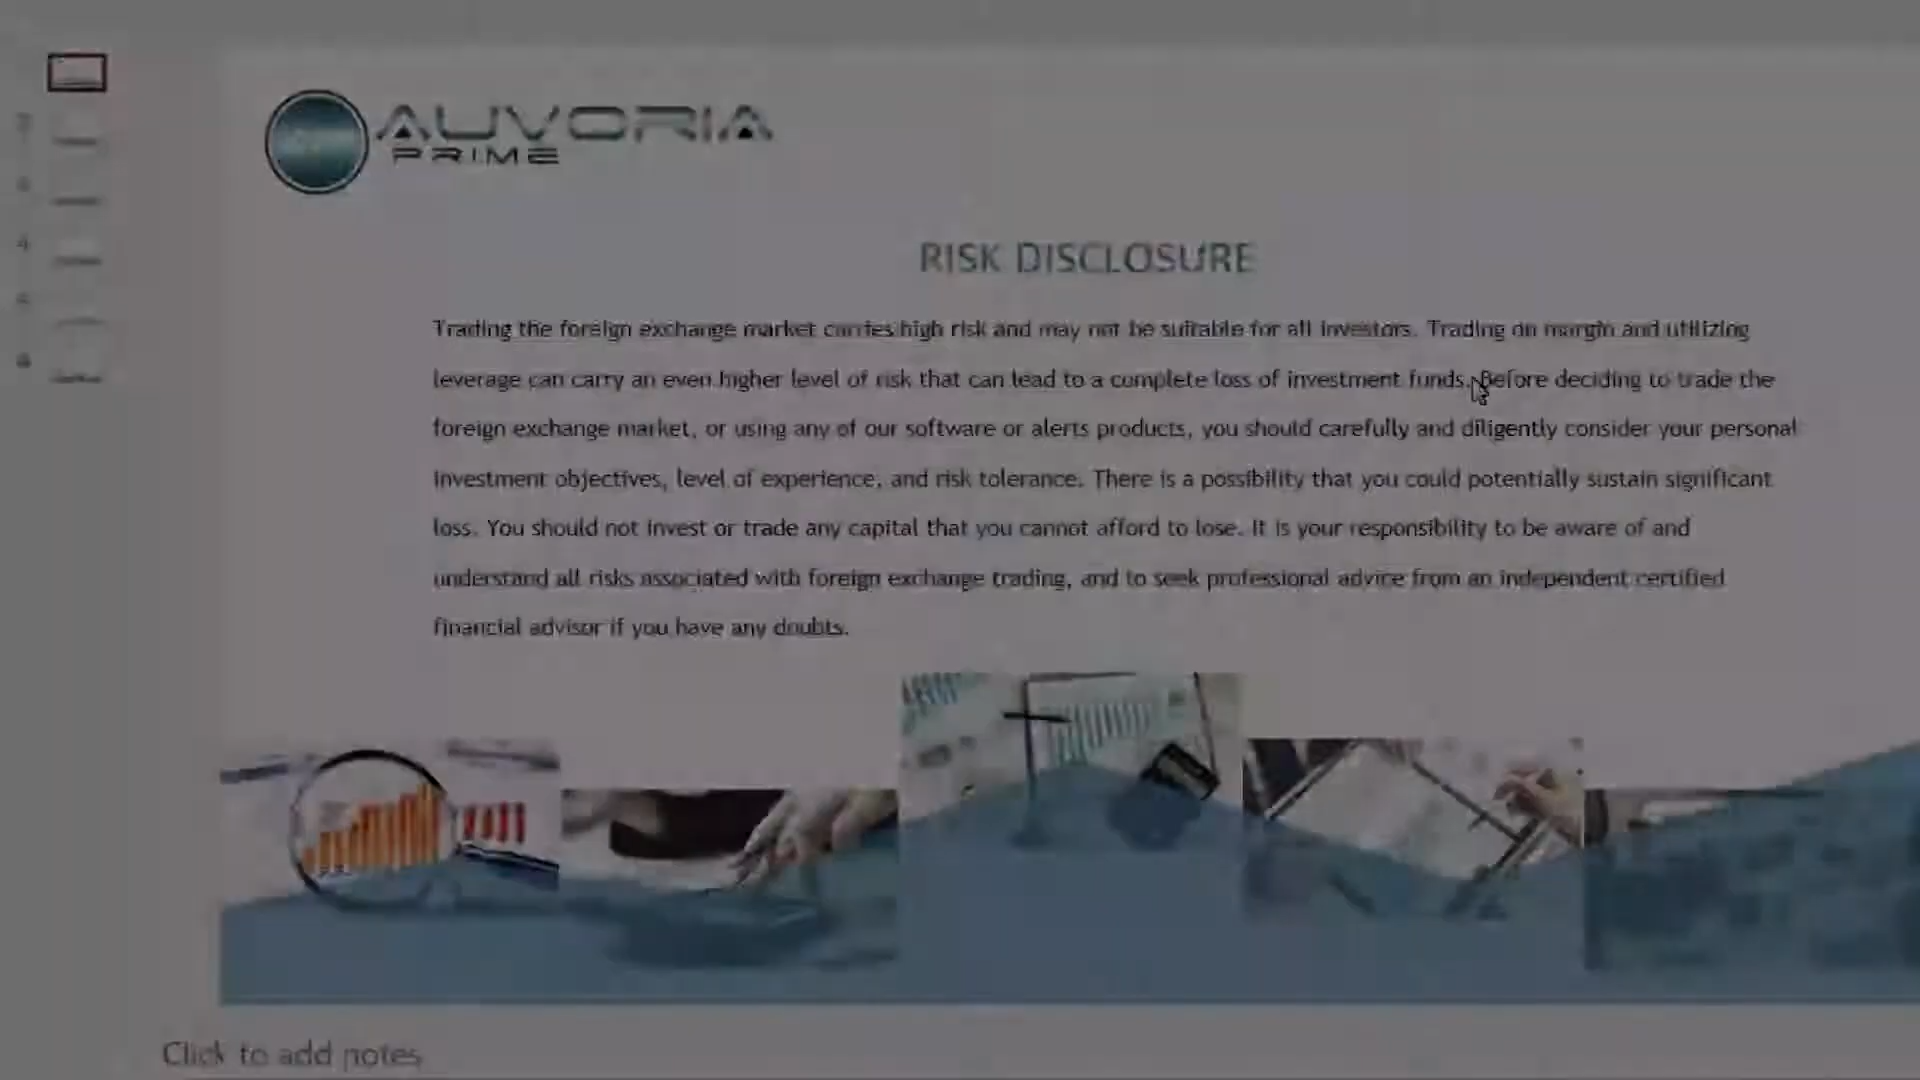 AUVORIA
PRIME
RISK DISCLOSURE
Trading the foreign exchange market carries high risk and may not be suitable for all investors. Trading on margin and utilizing
leverage can carry an even higher level of risk that can lead to a complete loss of investment funds. Before deciding to trade the
foreign exchange market, or using any of our software or alerts products, you should carefully and diligently consider your personal
investment objectives, level of experience, and risk tolerance. There is a possibility that you could potentially sustain significant
loss. You should not invest or trade any capital that you cannot afford to lose. It is your responsibility to be aware of and
understand all risks associated with foreign exchange trading, and to seek professional advice from an independent certified
financial advisor if you have any doubts.
Click to add notes